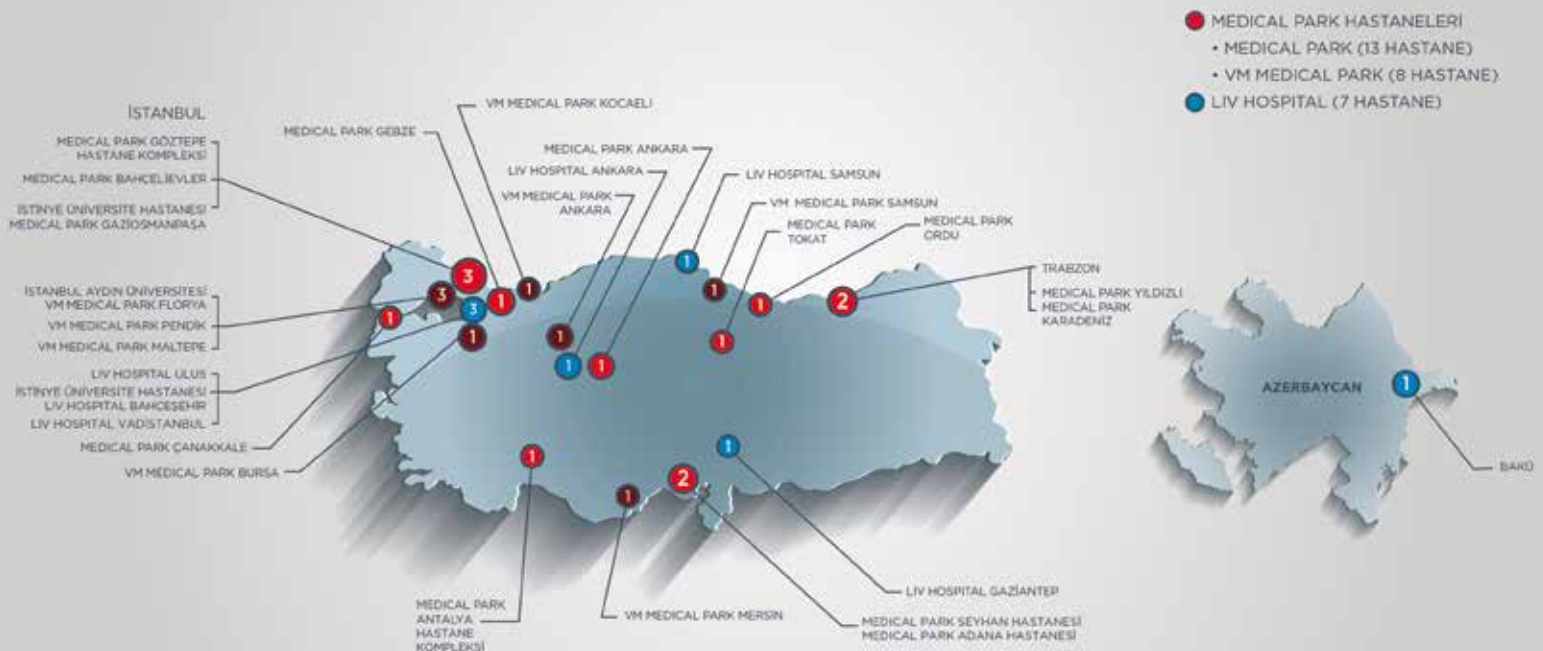 MEDICAL PARK HASTANELERİ
• MEDICAL PARK (13 HASTANE)
• VM MEDICAL PARK (8 HASTANE)
LIV HOSPITAL (7 HASTANE)
İSTANBUL
MEDICAL PARK GÖZTEPE
HASTANE KOMPLEKSİ
MEDICAL PARK BAHÇELİEVLER
İSTİNYE ÜNİVERSİTE HASTANESİ
MEDICAL PARK GAZİOSMANPAŞA
İSTANBUL AYDIN ÜNİVERSİTESİ
VM MEDICAL PARK FLORYA
VM MEDICAL PARK PENDİK
VM MEDICAL PARK MALTEPE
LIV HOSPITAL ULUS
İSTİNYE ÜNİVERSİTE HASTANESİ
LIV HOSPITAL BAHÇEŞEHİR
LIV HOSPITAL VADİSTANBUL
MEDICAL PARK ÇANAKKALE
VM MEDICAL PARK BURSA
MEDICAL PARK GEBZE
VM MEDICAL PARK KOCAELİ
MEDICAL PARK ANKARA
LIV HOSPITAL ANKARA
VM MEDICAL PARK
ANKARA
LIV HOSPITAL SAMSUN
VM MEDICAL PARK SAMSUN
MEDICAL PARK
TOKAT
MEDICAL PARK
ORDU
TRABZON
MEDICAL PARK YILDIZLI
MEDICAL PARK
KARADENİZ
3
3
1
3
1
1
1
1
1
1
1
1
1
1
2
1
1
2
1
MEDICAL PARK
ANTALYA
HASTANE
KOMPLEKSİ
VM MEDICAL PARK MERSİN
MEDICAL PARK SEYHAN HASTANESİ
MEDICAL PARK ADANA HASTANESİ
LIV HOSPITAL GAZİANTEP
AZERBAYCAN
1
BAKÜ